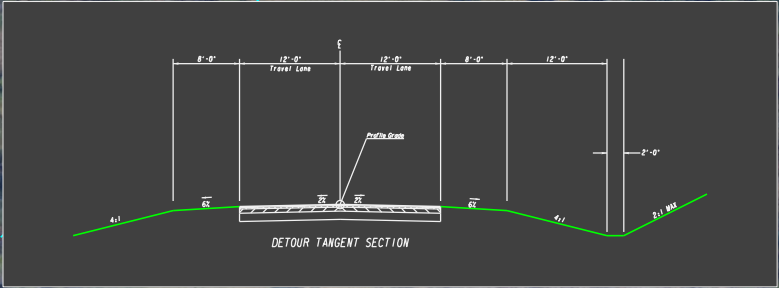 ℄
8'-0" 12'-0" 12'-0" 8'-0" 12'-0"
Travel Lane Travel Lane
Profile Grade
2'-0"
4:1 6% 2% 2% 6% 4:1 2:1 MAX
DETOUR TANGENT SECTION